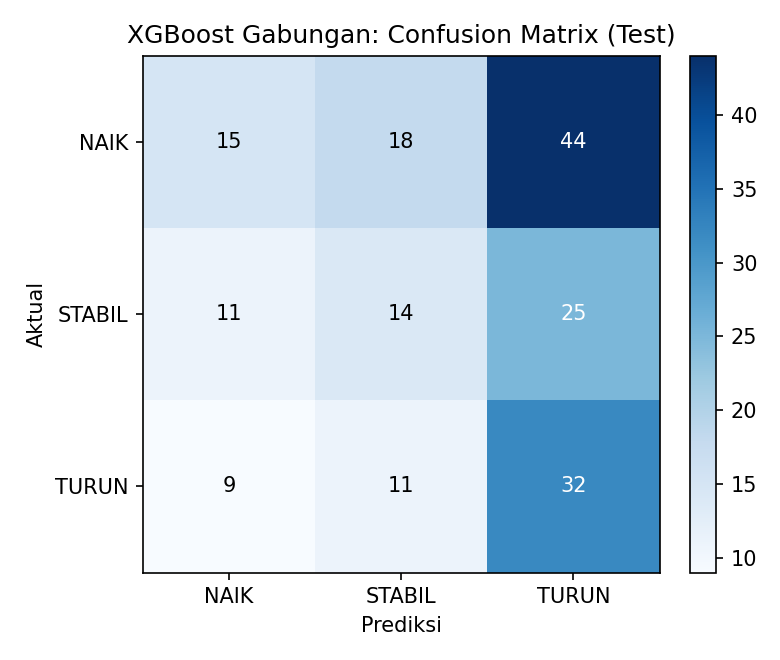 XGBoost Gabungan: Confusion Matrix (Test)
NAIK 15 18 44
STABIL 11 14 25
TURUN 9 11 32
NAIK STABIL TURUN
Prediksi
Aktual
40
35
30
25
20
15
10